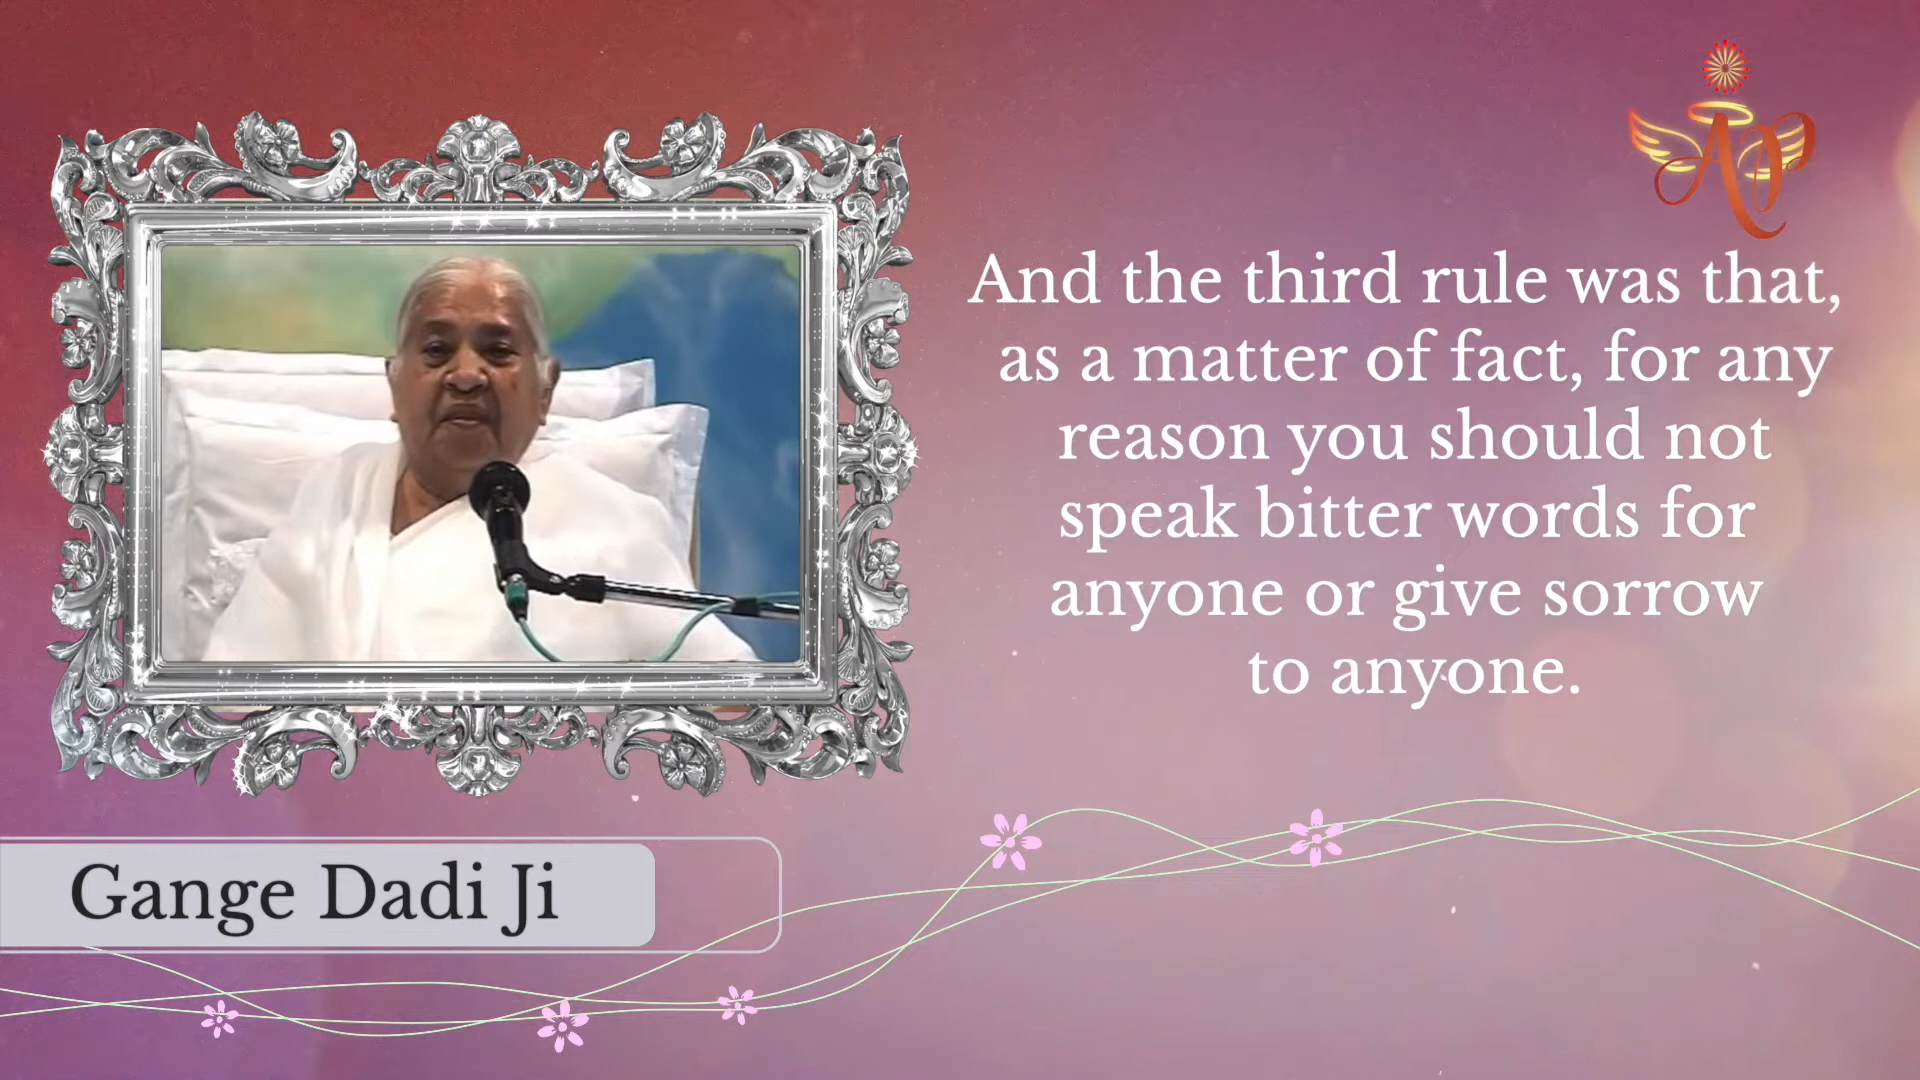 AP
And the third rule was that,
as a matter of fact, for any
reason you should not
speak bitter words for
anyone or give sorrow
to anyone.
Gange Dadi Ji